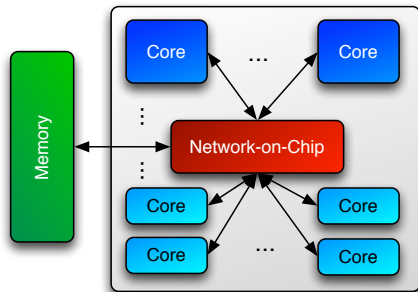 Core ... Core
...
Memory
Network-on-Chip
...
Core Core
Core ... Core